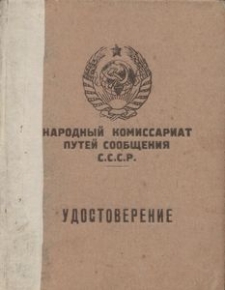 НАРОДНЫЙ КОМИССАРИАТ
ПУТЕЙ СООБЩЕНИЯ
С.С.С.Р.
УДОСТОВЕРЕНИЕ